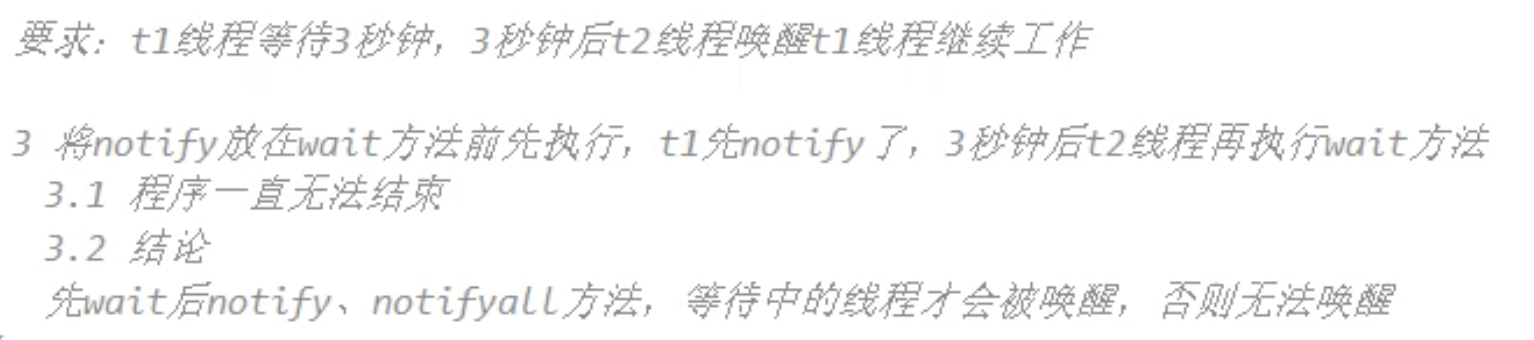 要求：t1线程等待3秒钟，3秒钟后t2线程唤醒t1线程继续工作
3 将notify放在wait方法前先执行，t1先notify了，3秒钟后t2线程再执行wait方法
3.1 程序一直无法结束
3.2 结论
先wait后notify、notifyall方法，等待中的线程才会被唤醒，否则无法唤醒